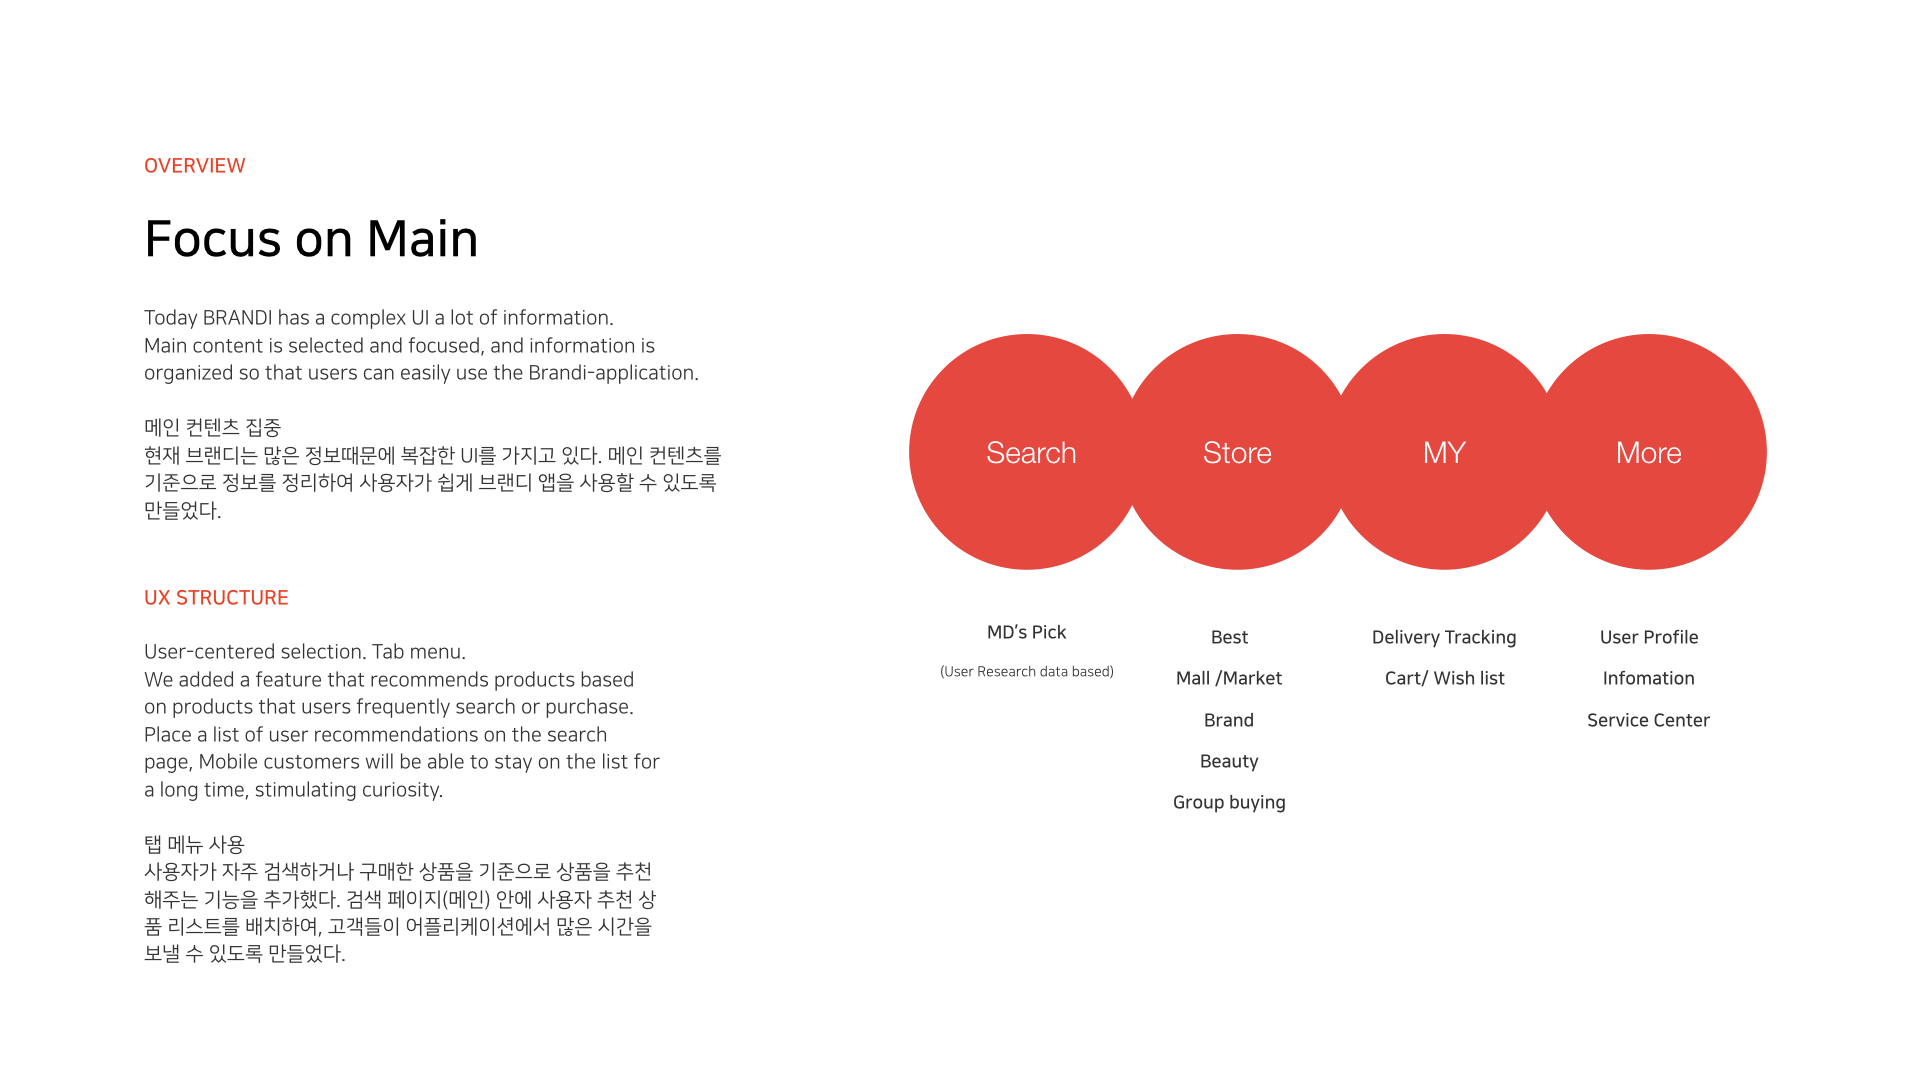 OVERVIEW
Focus on Main
Today BRANDI has a complex UI a lot of information.
Main content is selected and focused, and information is
organized so that users can easily use the Brandi-application.
메인 컨텐츠 집중
현재 브랜디는 많은 정보때문에 복잡한 UI를 가지고 있다. 메인 컨텐츠를
기준으로 정보를 정리하여 사용자가 쉽게 브랜디 앱을 사용할 수 있도록
만들었다.
UX STRUCTURE
User-centered selection. Tab menu.
We added a feature that recommends products based
on products that users frequently search or purchase.
Place a list of user recommendations on the search
page, Mobile customers will be able to stay on the list for
a long time, stimulating curiosity.
탭 메뉴 사용
사용자가 자주 검색하거나 구매한 상품을 기준으로 상품을 추천
해주는 기능을 추가했다. 검색 페이지(메인) 안에 사용자 추천 상
품 리스트를 배치하여, 고객들이 어플리케이션에서 많은 시간을
보낼 수 있도록 만들었다.
Search
MD's Pick
(User Research data based)
Store
Best
Mall /Market
Brand
Beauty
Group buying
MY
Delivery Tracking
Cart/ Wish list
More
User Profile
Infomation
Service Center